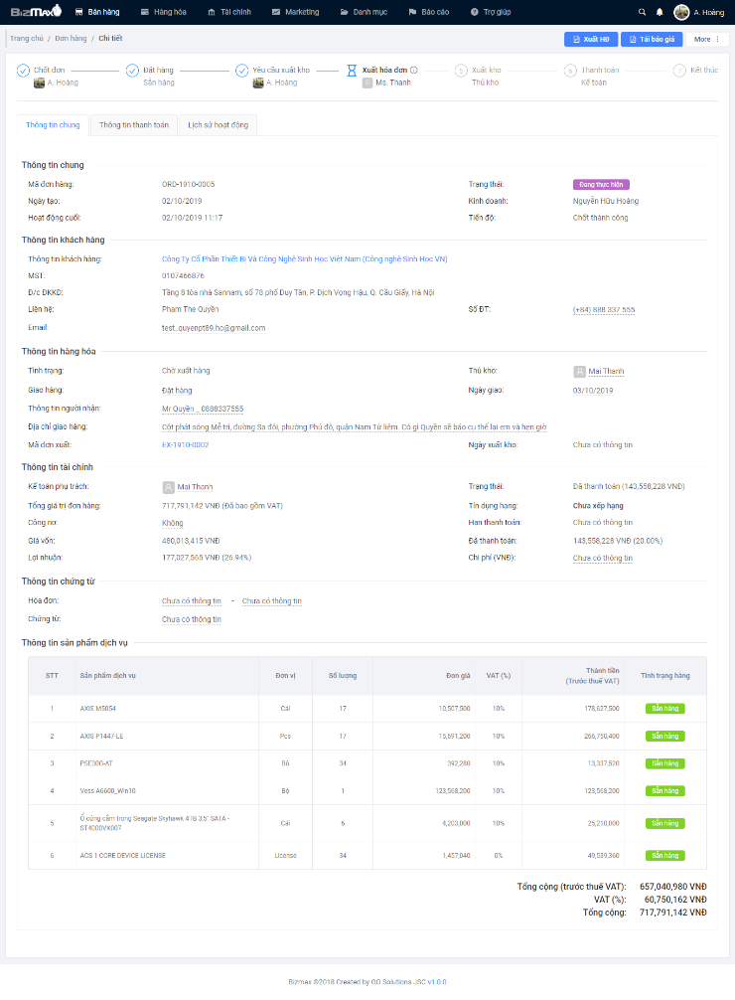 BIZMAX Bán hàng Hàng hóa Tài chính Marketing Danh mục Báo cáo Trợ giúp A. Hoàng
Trang chủ / Đơn hàng / Chi tiết Xuất HĐ Tải báo giá More
Chốt đơn Đặt hàng Yêu cầu xuất kho Xuất hóa đơn 5 Xuất kho 6 Thanh toán 7 Kết thúc
A. Hoàng Sẵn hàng A. Hoàng Ms. Thanh Thủ kho Kế toán
Thông tin chung Thông tin thanh toán Lịch sử hoạt động
Thông tin chung
Mã đơn hàng: ORD-1910-0005 Trạng thái: Đang thực hiện
Ngày tạo: 02/10/2019 Kinh doanh: Nguyễn Hữu Hoàng
Hoạt động cuối: 02/10/2019 11:17 Tiến độ: Chốt thành công
Thông tin khách hàng
Thông tin khách hàng: Công Ty Cổ Phần Thiết Bị Và Công Nghệ Sinh Học Việt Nam (Công nghệ Sinh Học VN)
MST: 0107466876
Đ/c ĐKKD: Tầng 8 tòa nhà Sannam, số 78 phố Duy Tân, P. Dịch Vọng Hậu, Q. Cầu Giấy, Hà Nội
Liên hệ: Pham The Quyền Số ĐT: (+84) 888 337 555
Email: test_quyenpt89.hc@gmail.com
Thông tin hàng hóa
Tình trạng: Chờ xuất hàng Thủ kho: Mai Thanh
Giao hàng: Đặt hàng Ngày giao: 03/10/2019
Thông tin người nhận: Mr Quyền _ 0888337555
Địa chỉ giao hàng: Cột phát sóng Mễ trì, đường Sa đôi, phường Phú đô, quận Nam Từ liêm. Có gì Quyền sẽ báo cụ thể lại em và hẹn giờ
Mã đơn xuất: EX-1910-0002 Ngày xuất kho: Chưa có thông tin
Thông tin tài chính
Kế toán phụ trách: Mai Thanh Trạng thái: Đã thanh toán (143,558,228 VNĐ)
Tổng giá trị đơn hàng: 717,791,142 VNĐ (Đã bao gồm VAT) Tín dụng hạng: Chưa xếp hạng
Công nợ: Không Hạn thanh toán: Chưa có thông tin
Giá vốn: 480,013,415 VNĐ Đã thanh toán: 143,558,228 VNĐ (20.00%)
Lợi nhuận: 177,027,565 VNĐ (26.94%) Chi phí (VNĐ): Chưa có thông tin
Thông tin chứng từ
Hóa đơn: Chưa có thông tin - Chưa có thông tin
Chứng từ: Chưa có thông tin
Thông tin sản phẩm dịch vụ
STT Sản phẩm dịch vụ Đơn vị Số lượng Đơn giá VAT (%) Thành tiền (Trước thuế VAT) Tình trạng hàng
1 AXIS M5054 Cái 17 10,507,500 10% 178,627,500 Sẵn hàng
2 AXIS P1447-LE Pcs 17 15,691,200 10% 266,750,400 Sẵn hàng
3 PSE30G-AT Bộ 34 392,280 10% 13,337,520 Sẵn hàng
4 Vess A6600_Win10 Bộ 1 123,568,200 10% 123,568,200 Sẵn hàng
5 Ổ cứng cắm trong Seagate Skyhawk 4TB 3.5" SATA - ST4000VX007 Cái 6 4,203,000 10% 25,218,000 Sẵn hàng
6 ACS 1 CORE DEVICE LICENSE License 34 1,457,040 0% 49,539,360 Sẵn hàng
Tổng cộng (trước thuế VAT): 657,040,980 VNĐ
VAT (%): 60,750,162 VNĐ
Tổng cộng: 717,791,142 VNĐ
Bizmax ©2018 Created by GO Solutions.,JSC v1.0.0